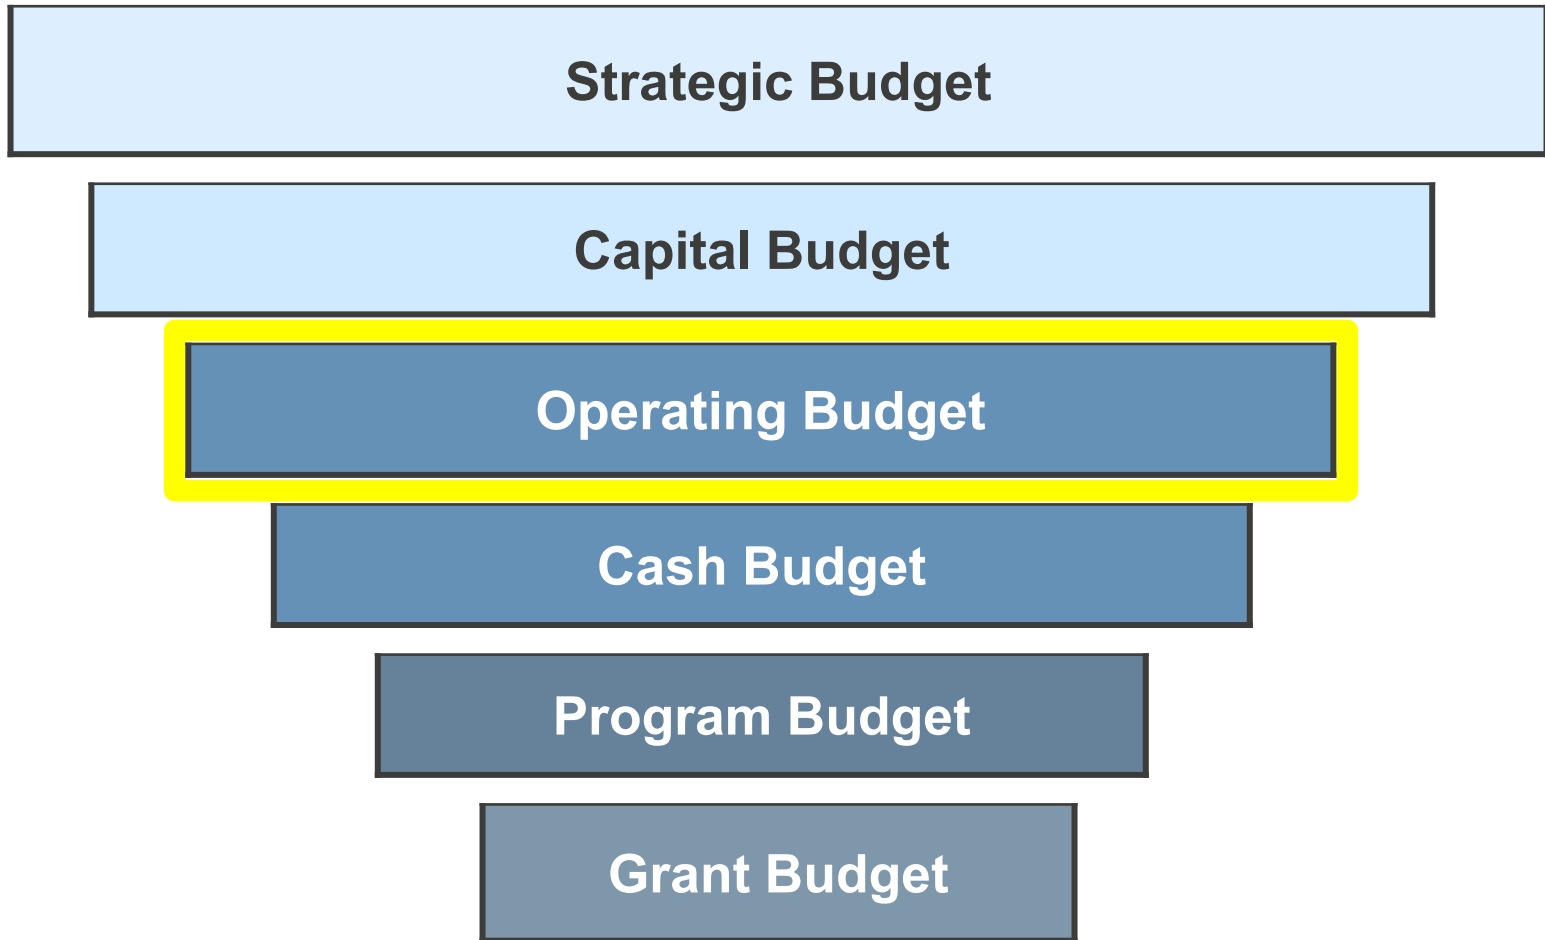 Strategic Budget
Capital Budget
Operating Budget
Cash Budget
Program Budget
Grant Budget